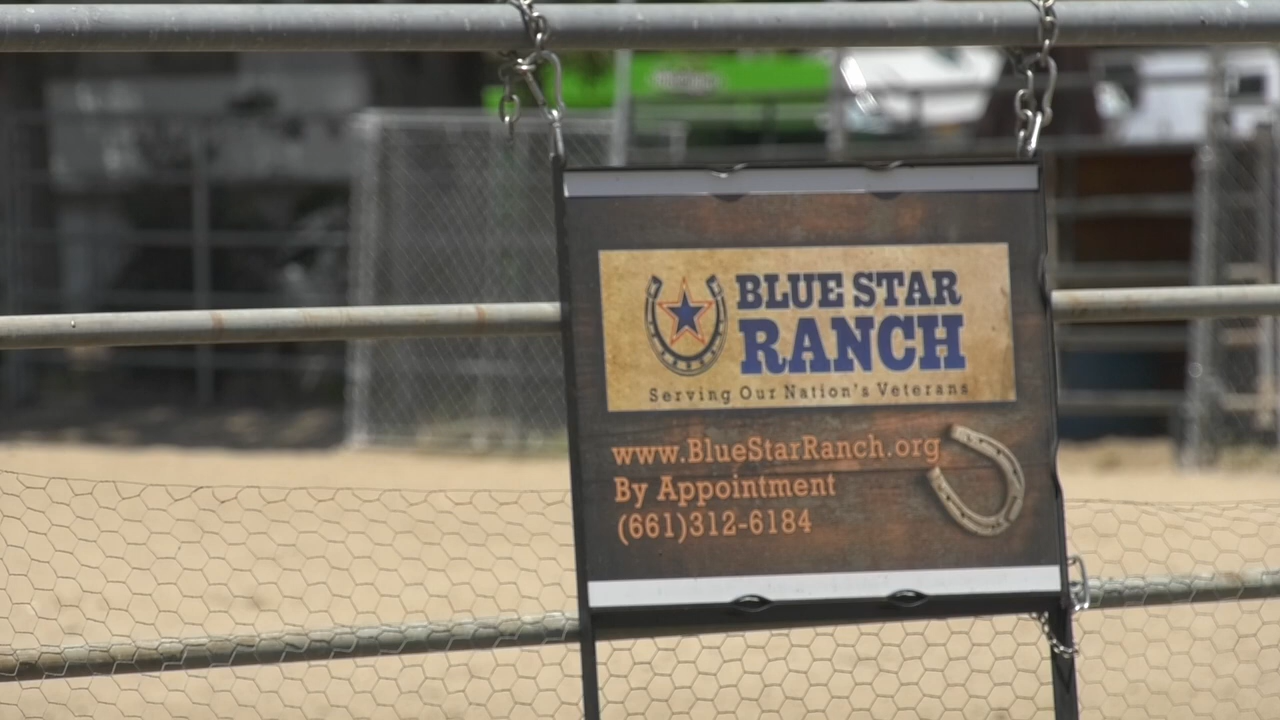 BLUE STAR
RANCH
Serving Our Nation's Veterans
www.BlueStarRanch.org
By Appointment
(661)312-6184